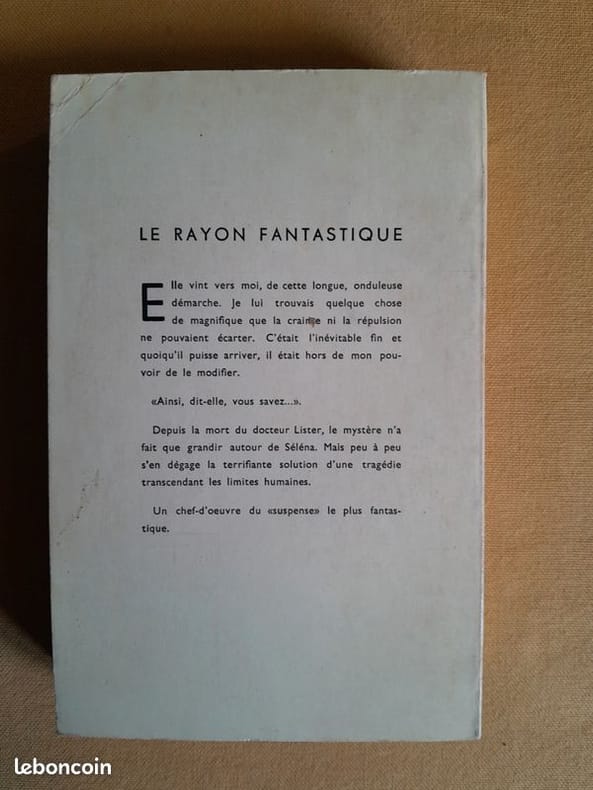 LE RAYON FANTASTIQUE
Elle vint vers moi, de cette longue, onduleuse
démarche. Je lui trouvais quelque chose
de magnifique que la crainte ni la répulsion
ne pouvaient écarter. C'était l'inévitable fin et
quoiqu'il puisse arriver, il était hors de mon pou-
voir de le modifier.
«Ainsi, dit-elle, vous savez...».
Depuis la mort du docteur Lister, le mystère n'a
fait que grandir autour de Séléna. Mais peu à peu
s'en dégage la terrifiante solution d'une tragédie
transcendant les limites humaines.
Un chef-d'oeuvre du «suspense» le plus fantas-
tique.
leboncoin